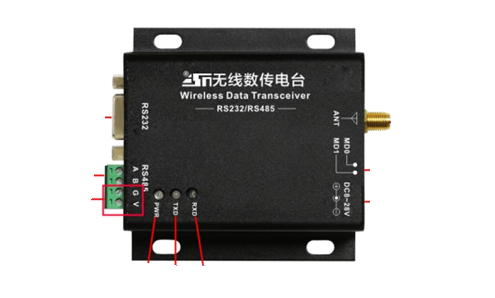 无线数传电台
Wireless Data Transceiver
RS232/RS485
RS232
ANT
MD0
MD1
RS485
A
B
G
V
DC8-28V
PWR
TXD
RXD